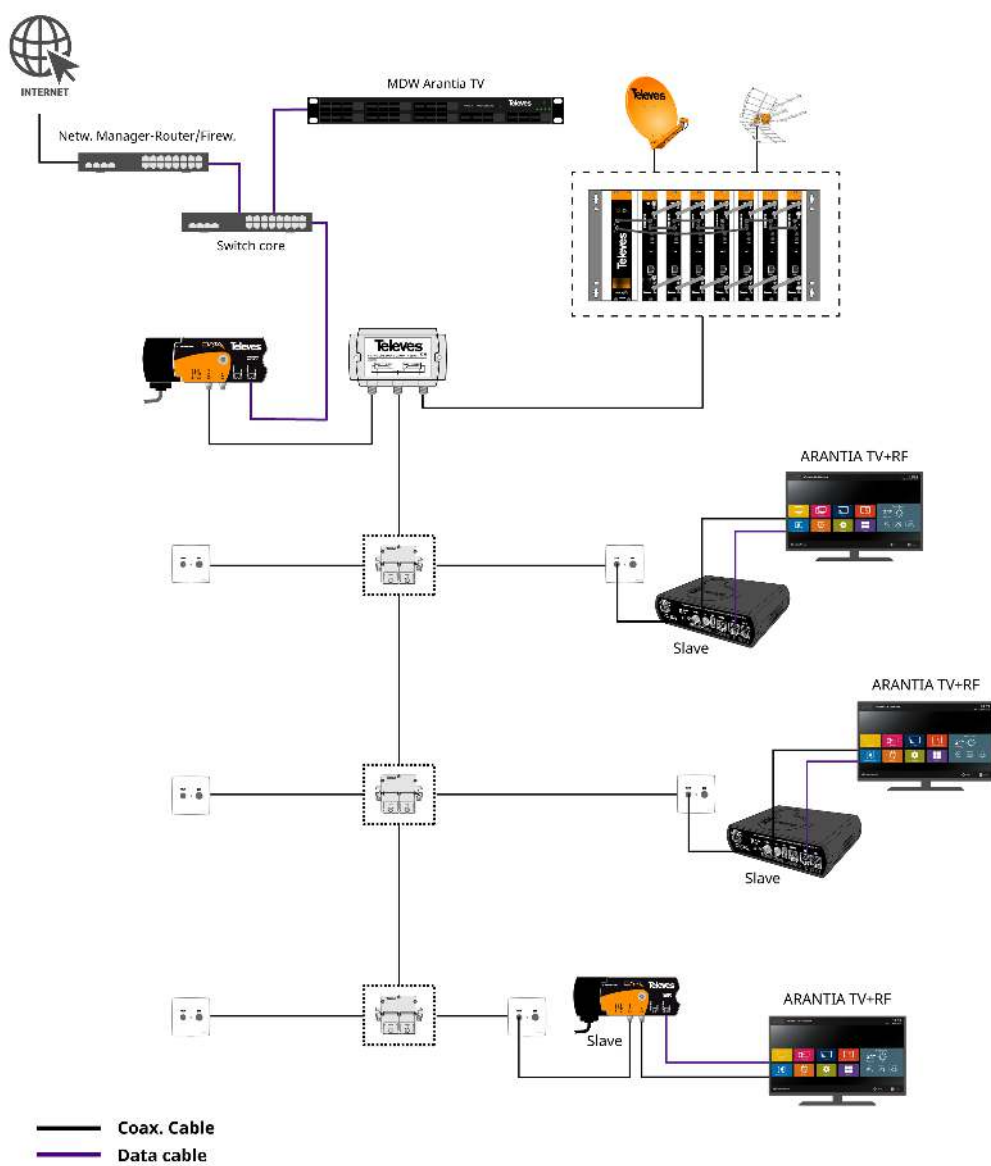 INTERNET
MDW Arantia TV
Televes
Televes
Netw. Manager-Router/Firew.
Switch core
Televes
Televes
Televes
ARANTIA TV+RF
Slave
ARANTIA TV+RF
Slave
Televes
Slave
ARANTIA TV+RF
Coax. Cable
Data cable